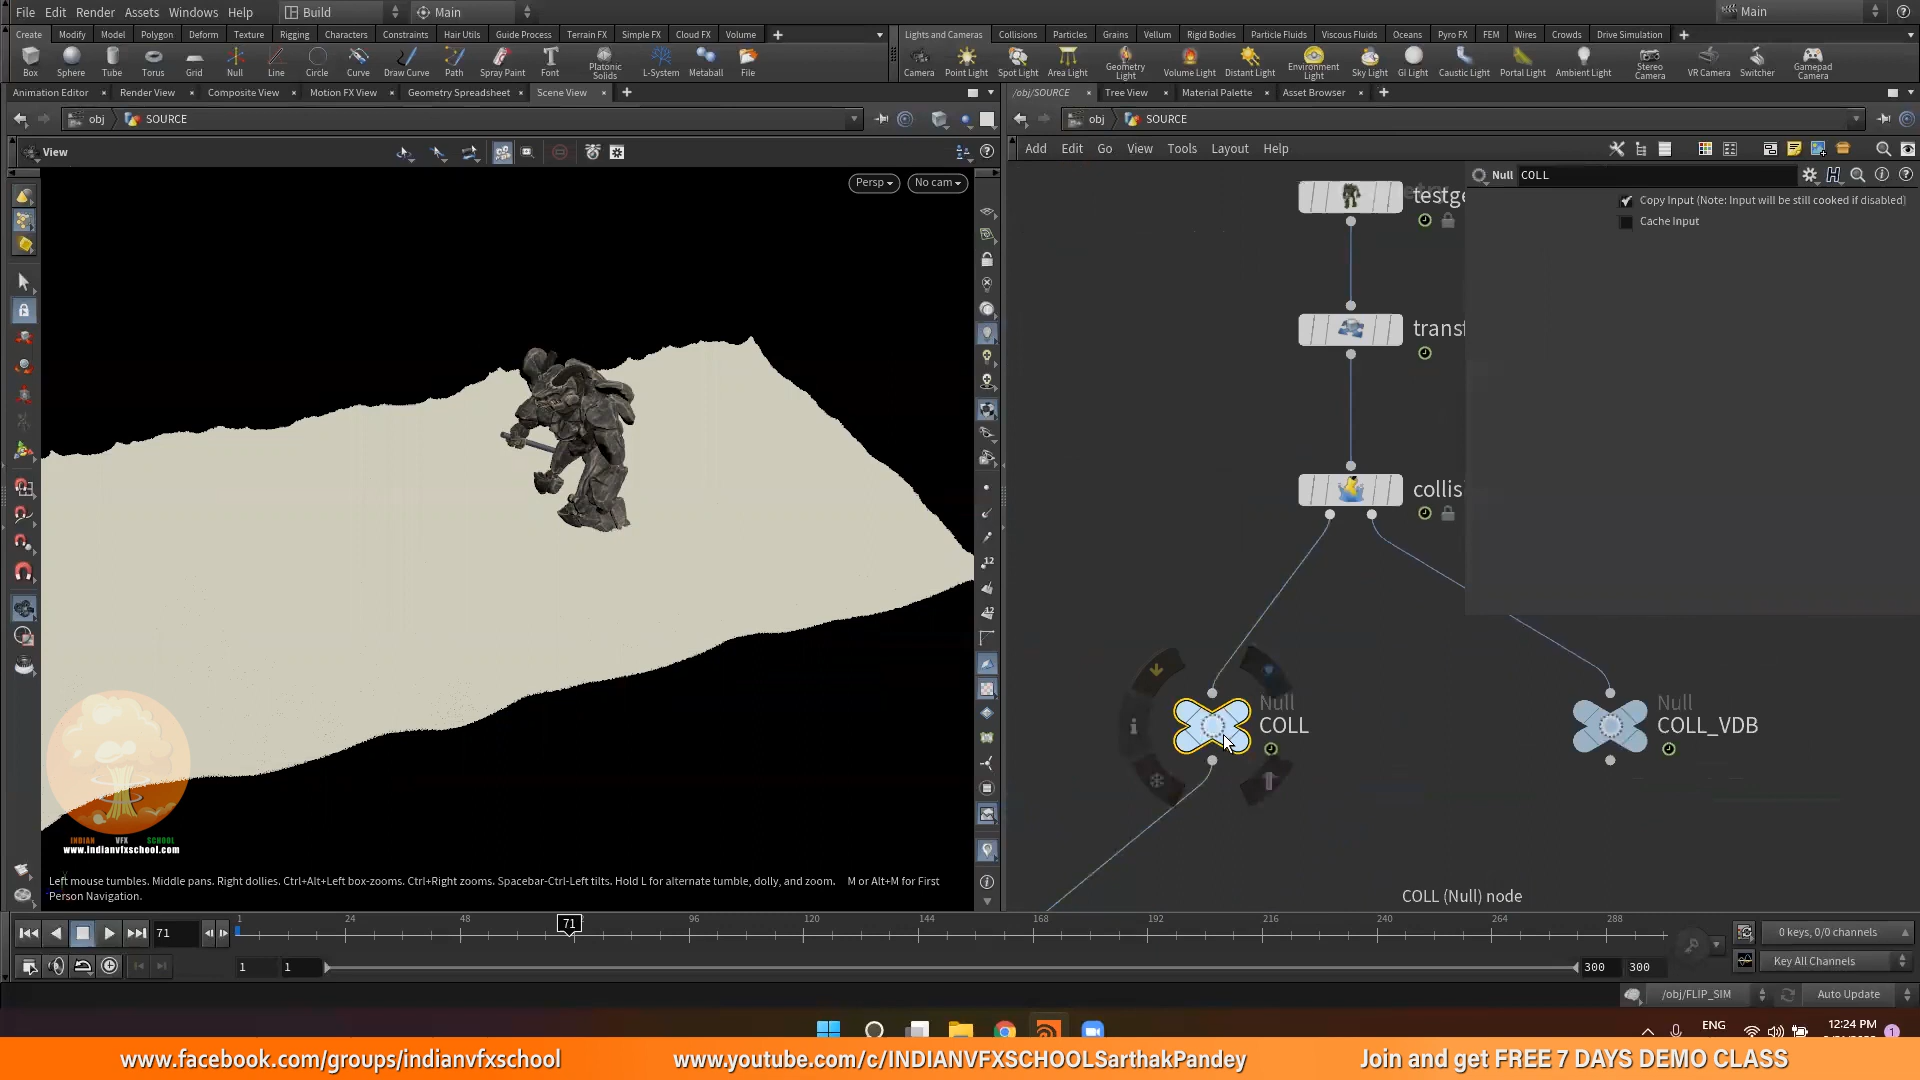 File Edit Render Assets Windows Help Build Main Main
Create Modify Model Polygon Deform Texture Rigging Characters Constraints Hair Utils Guide Process Terrain FX Simple FX Cloud FX Volume
Lights and Cameras Collisions Particles Grains Vellum Rigid Bodies Particle Fluids Viscous Fluids Oceans Pyro FX FEM Wires Crowds Drive Simulation
Box Sphere Tube Torus Grid Null Line Circle Curve Draw Curve Path Spray Paint Font Platonic Solids L-System Metaball File
Camera Point Light Spot Light Area Light Geometry Light Volume Light Distant Light Environment Light Sky Light GI Light Caustic Light Portal Light Ambient Light Stereo Camera VR Camera Switcher Gamepad Camera
Animation Editor Render View Composite View Motion FX View Geometry Spreadsheet Scene View
/obj/SOURCE Tree View Material Palette Asset Browser
obj SOURCE
obj SOURCE
View
Add Edit Go View Tools Layout Help
Persp No cam
Null COLL
Copy Input (Note: Input will be still cooked if disabled)
Cache Input
testge
transf
collis
Null
COLL
Null
COLL_VDB
12
12
INDIAN VFX SCHOOL
www.indianvfxschool.com
Left mouse tumbles. Middle pans. Right dollies. Ctrl+Alt+Left box-zooms. Ctrl+Right zooms. Spacebar-Ctrl-Left tilts. Hold L for alternate tumble, dolly, and zoom. M or Alt+M for First
Person Navigation.
COLL (Null) node
71
1 24 48 71 96 120 144 168 192 216 240 264 288
0 keys, 0/0 channels
1 1 300 300
Key All Channels
/obj/FLIP_SIM Auto Update
ENG 12:24 PM 1
www.facebook.com/groups/indianvfxschool www.youtube.com/c/INDIANVFXSCHOOLSarthakPandey Join and get FREE 7 DAYS DEMO CLASS